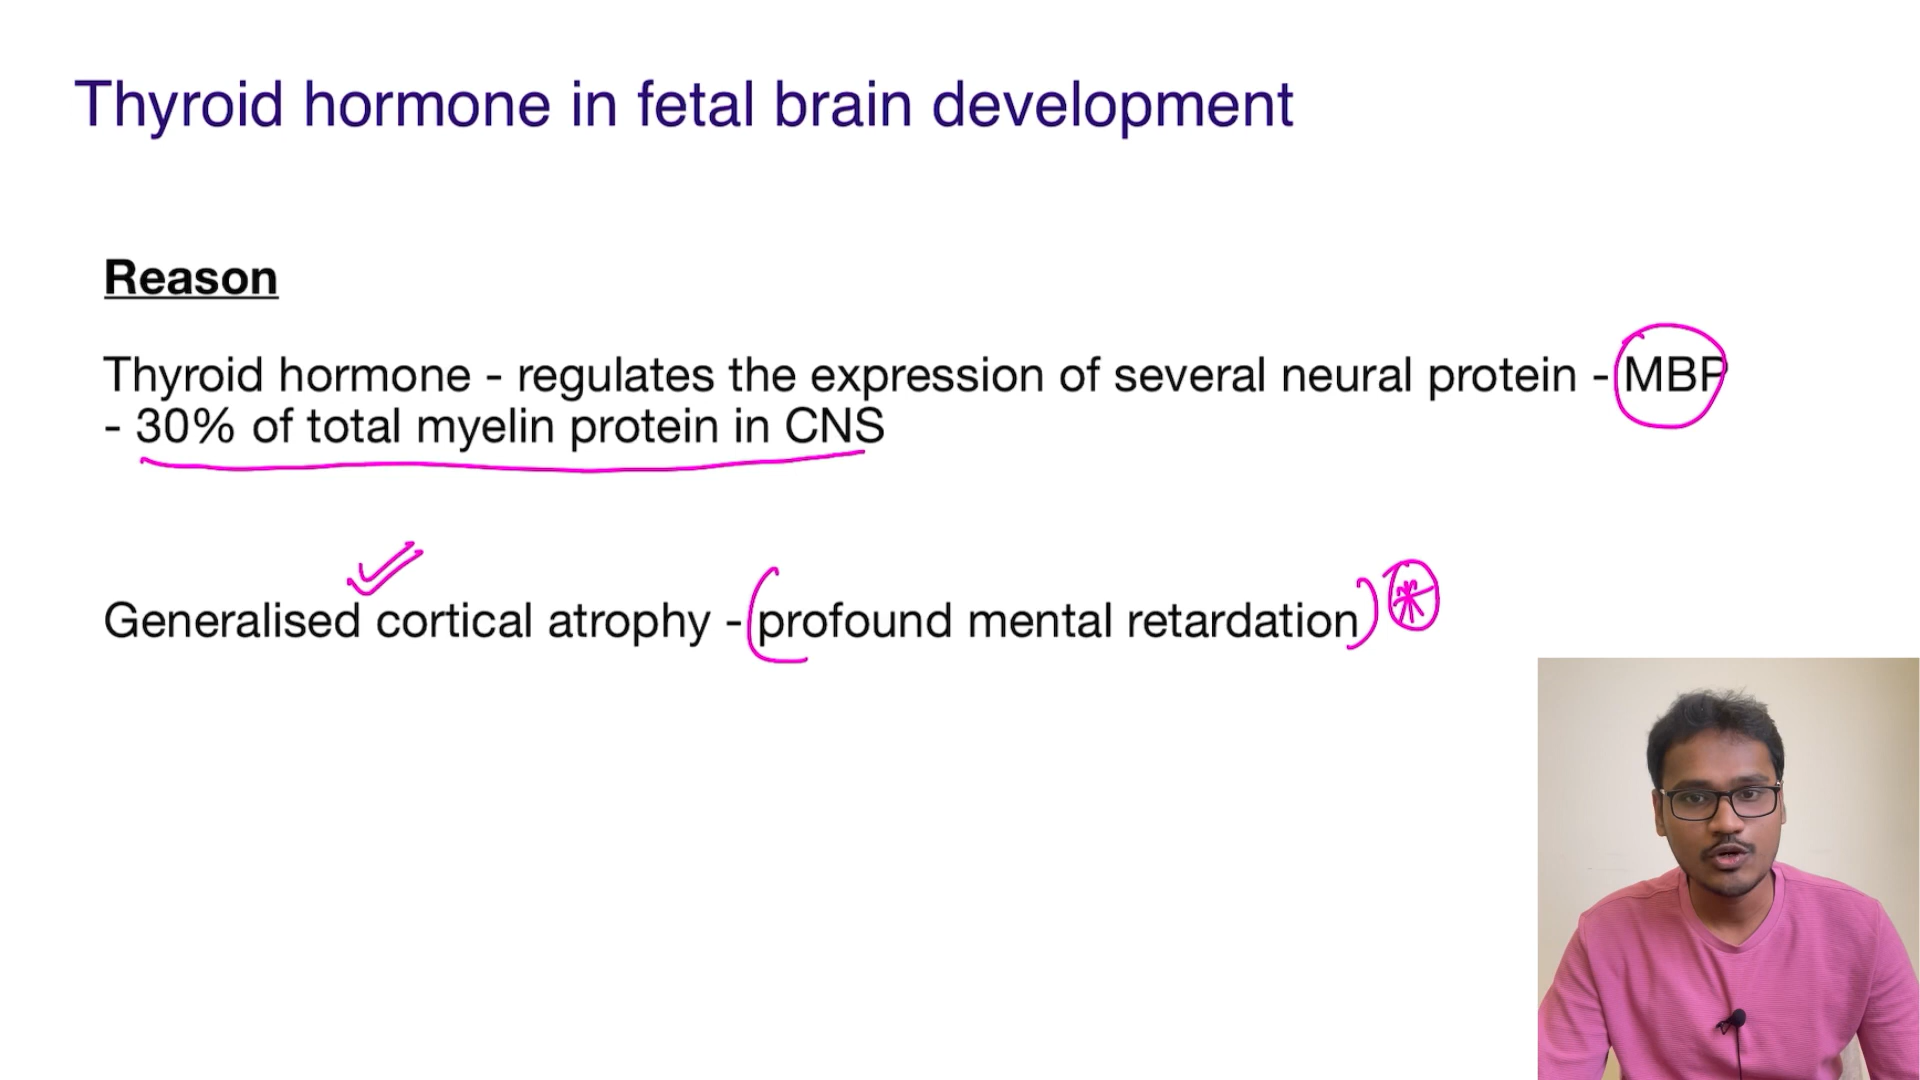 Thyroid hormone in fetal brain development
Reason
Thyroid hormone - regulates the expression of several neural protein - MBP
- 30% of total myelin protein in CNS
Generalised cortical atrophy - (profound mental retardation) *